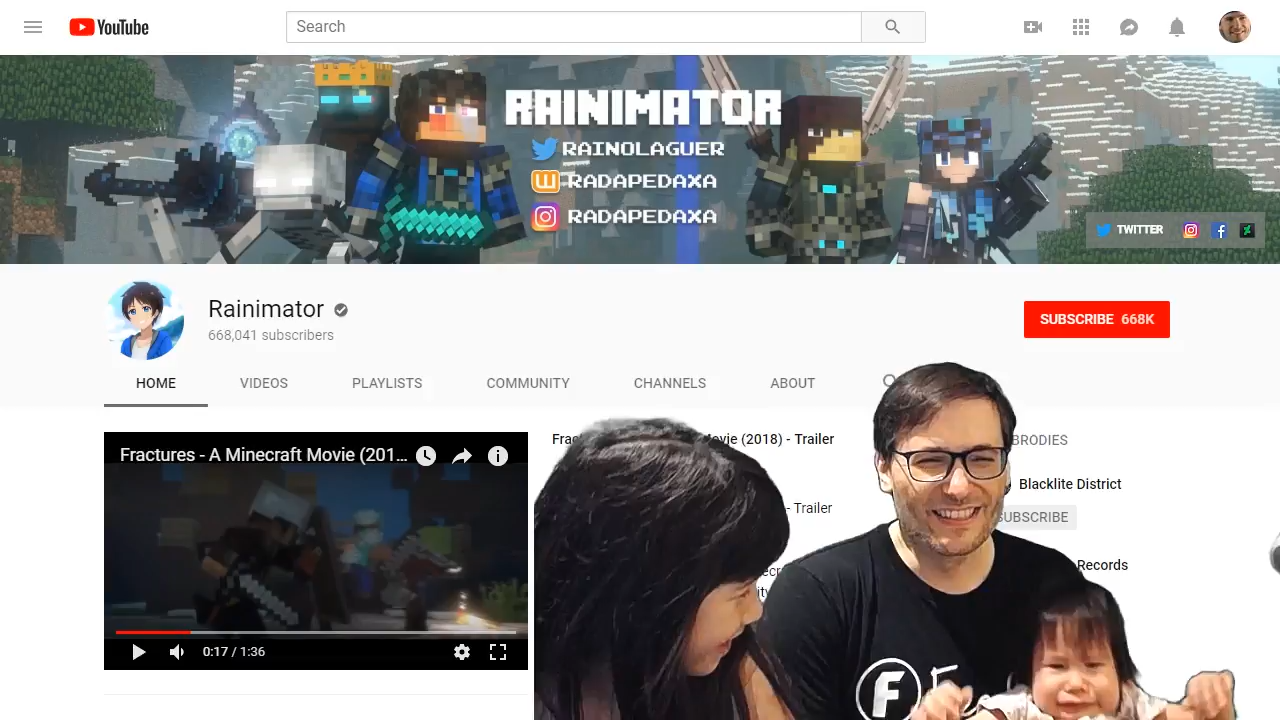 YouTube
Search
RAINIMATOR
RAINOLAGUER
RADAPEDAXA
RADAPEDAXA
TWITTER
Rainimator
668,041 subscribers
SUBSCRIBE 668K
HOME
VIDEOS
PLAYLISTS
COMMUNITY
CHANNELS
ABOUT
Fractures - A Minecraft Movie (201...
0:17 / 1:36
(2018) - Trailer
- Trailer
BRODIES
Blacklite District
SUBSCRIBE
Records
F